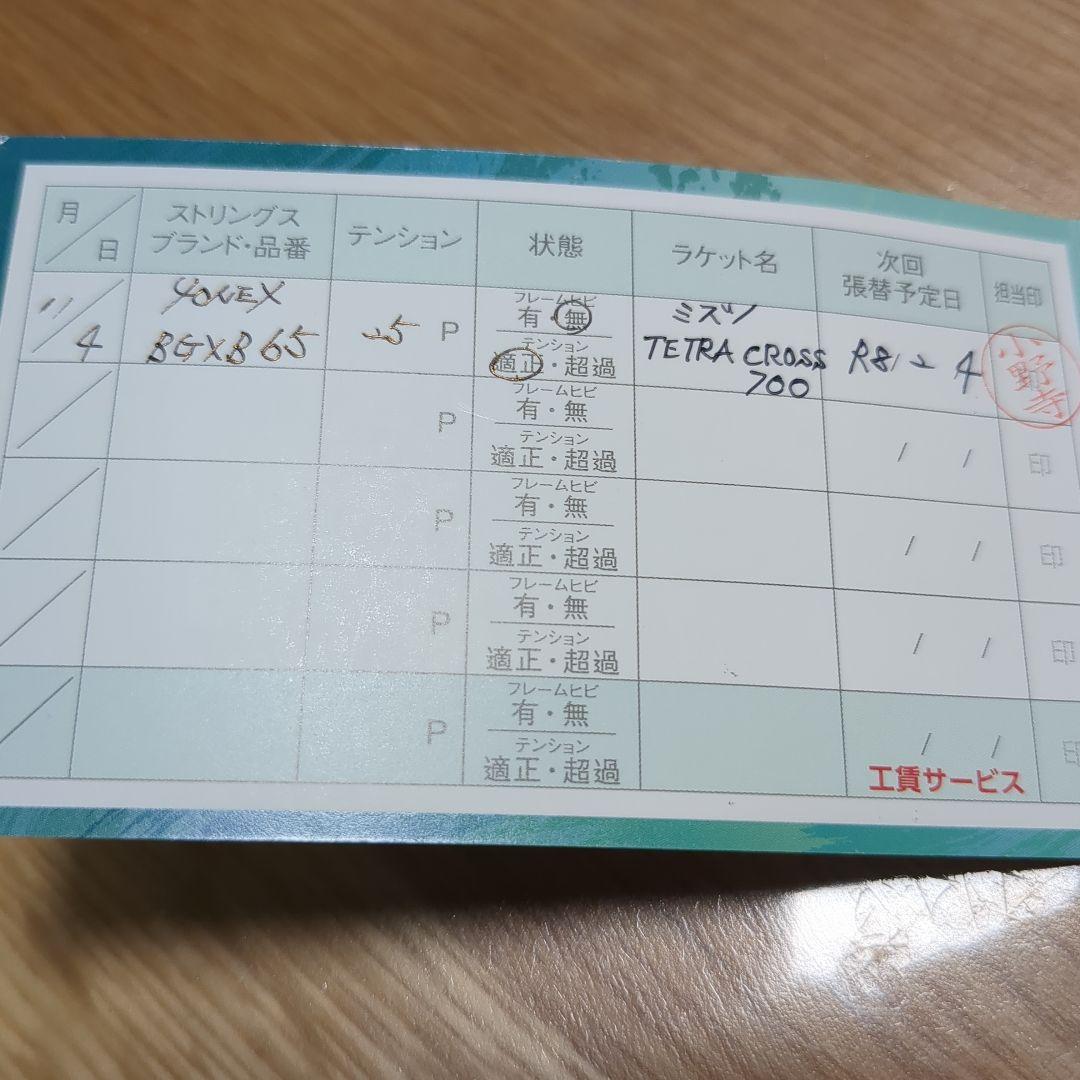 月/日
ストリングス
ブランド・品番
テンション
状態
ラケット名
次回
張替予定日
担当印
11/4
YONEX
BGXB65
25 P
フレームヒビ
有・無
テンション
適正・超過
ミズノ
TETRA CROSS
700
R8/2/4
小野寺
/
P
フレームヒビ
有・無
テンション
適正・超過
/ /
印
/
P
フレームヒビ
有・無
テンション
適正・超過
/ /
印
/
P
フレームヒビ
有・無
テンション
適正・超過
/ /
印
/
P
フレームヒビ
有・無
テンション
適正・超過
/ /
印
工賃サービス